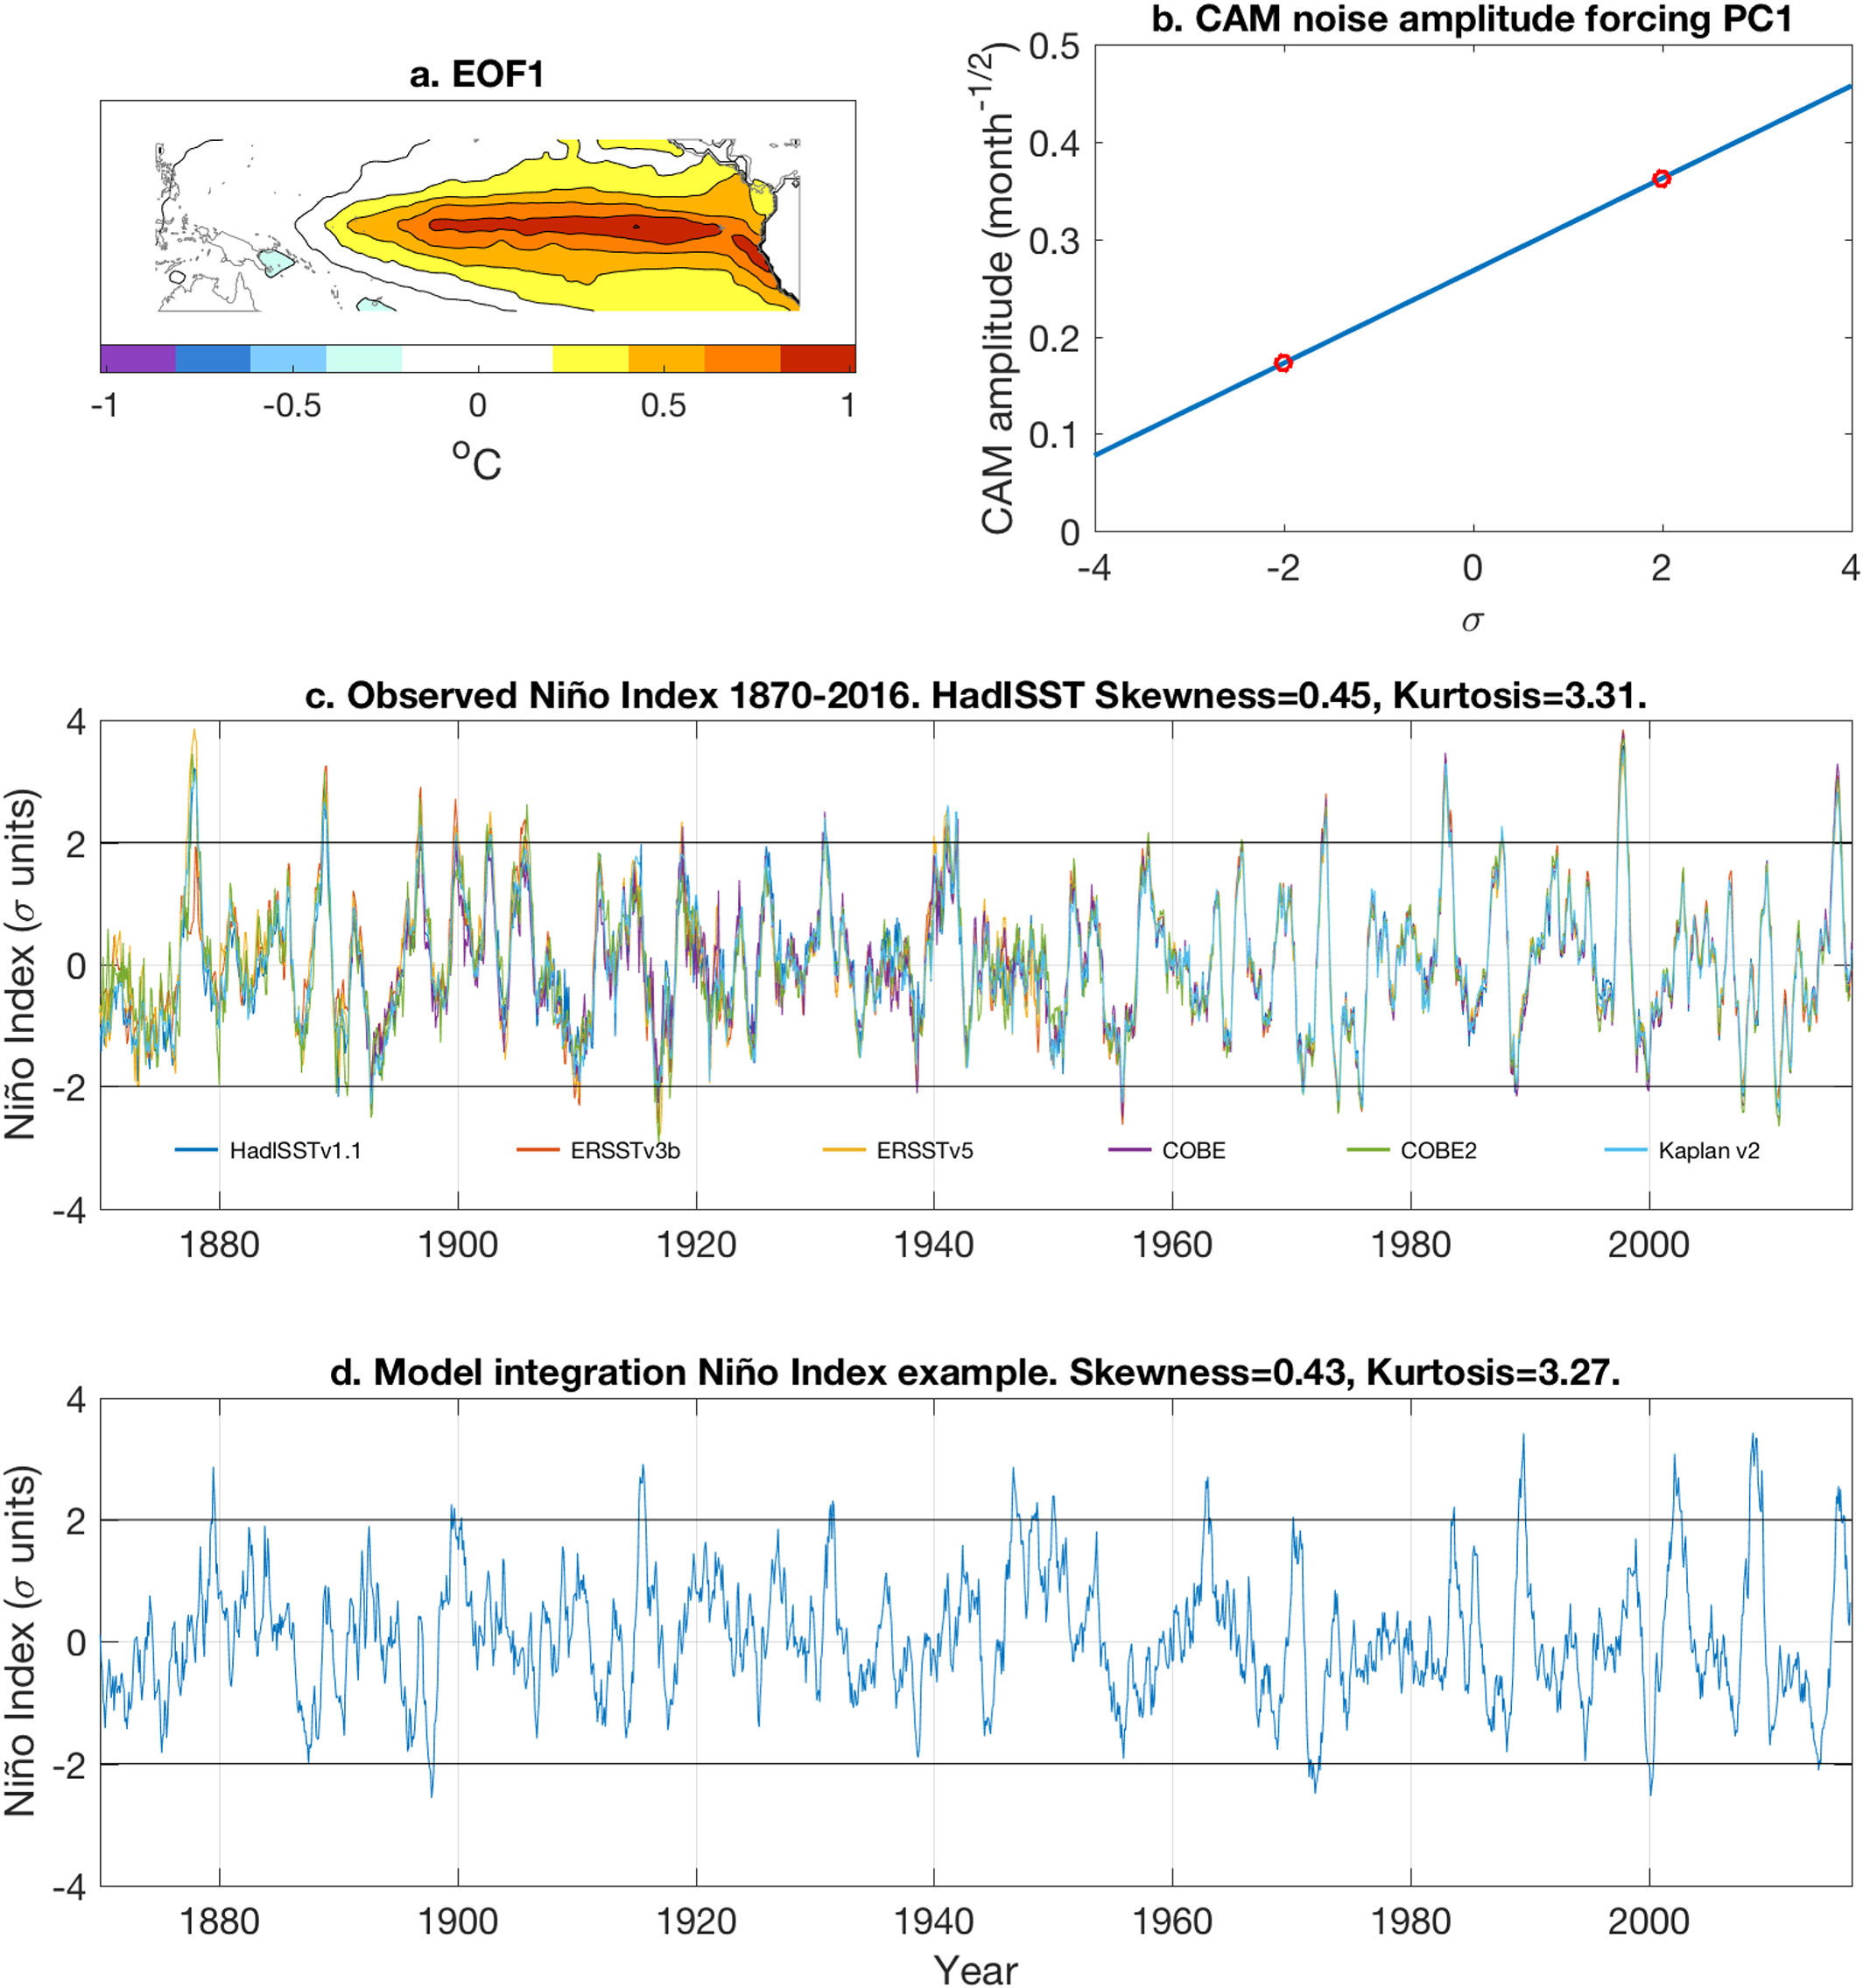 a. EOF1
-1 -0.5 0 0.5 1
°C
b. CAM noise amplitude forcing PC1
CAM amplitude (month-1/2)
0.5
0.4
0.3
0.2
0.1
0
-4 -2 0 2 4
σ
c. Observed Niño Index 1870-2016. HadISST Skewness=0.45, Kurtosis=3.31.
Niño Index (σ units)
4
2
0
-2
-4
HadISSTv1.1 ERSSTv3b ERSSTv5 COBE COBE2 Kaplan v2
1880 1900 1920 1940 1960 1980 2000
d. Model integration Niño Index example. Skewness=0.43, Kurtosis=3.27.
Niño Index (σ units)
4
2
0
-2
-4
1880 1900 1920 1940 1960 1980 2000
Year